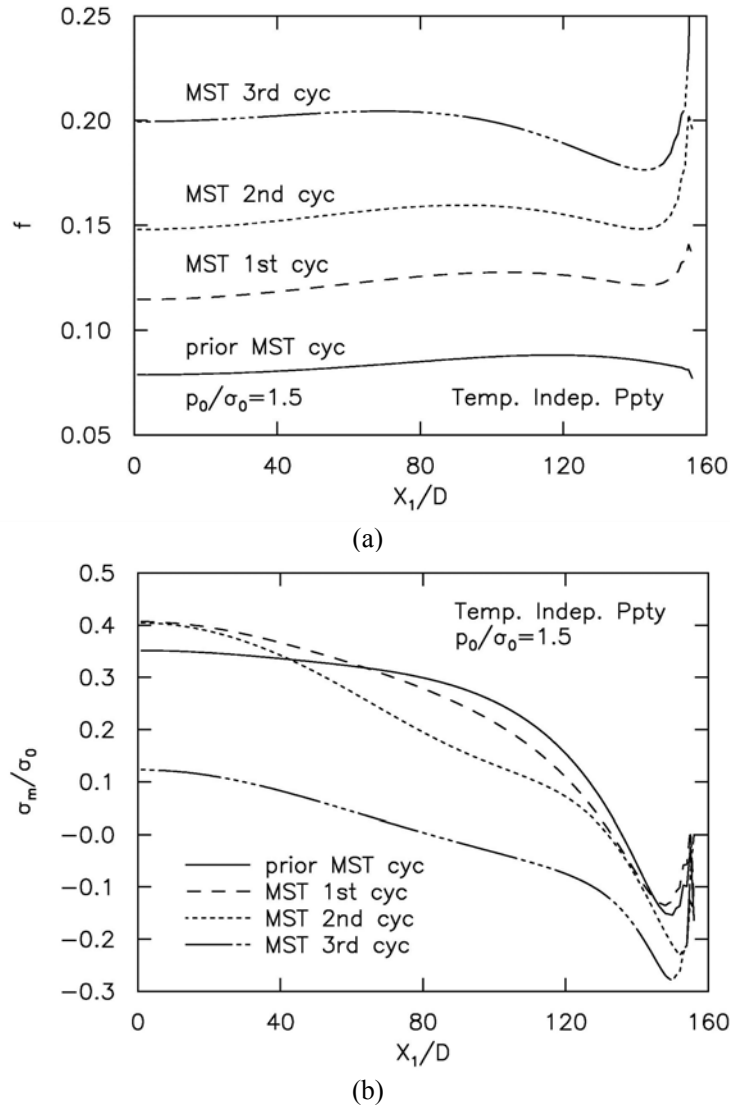 0.25
MST 3rd cyc
0.20
MST 2nd cyc
f
0.15
MST 1st cyc
0.10
prior MST cyc
p₀/σ₀=1.5 Temp. Indep. Ppty
0.05
0 40 80 120 160
X₁/D
(a)
0.5
Temp. Indep. Ppty
0.4
p₀/σ₀=1.5
0.3
0.2
σₘ/σ₀
0.1
-0.0
prior MST cyc
-0.1
MST 1st cyc
MST 2nd cyc
-0.2
MST 3rd cyc
-0.3
0 40 80 120 160
X₁/D
(b)